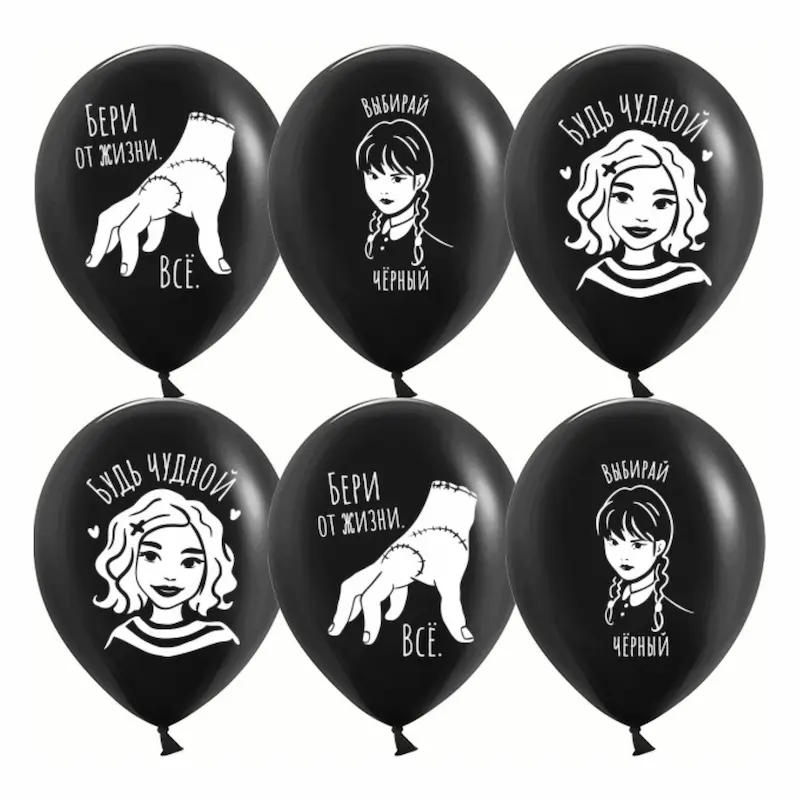 Бери
от жизни.
Всё.
Выбирай
чёрный
Будь чудной
Будь чудной
Бери
от жизни.
Всё.
Выбирай
чёрный